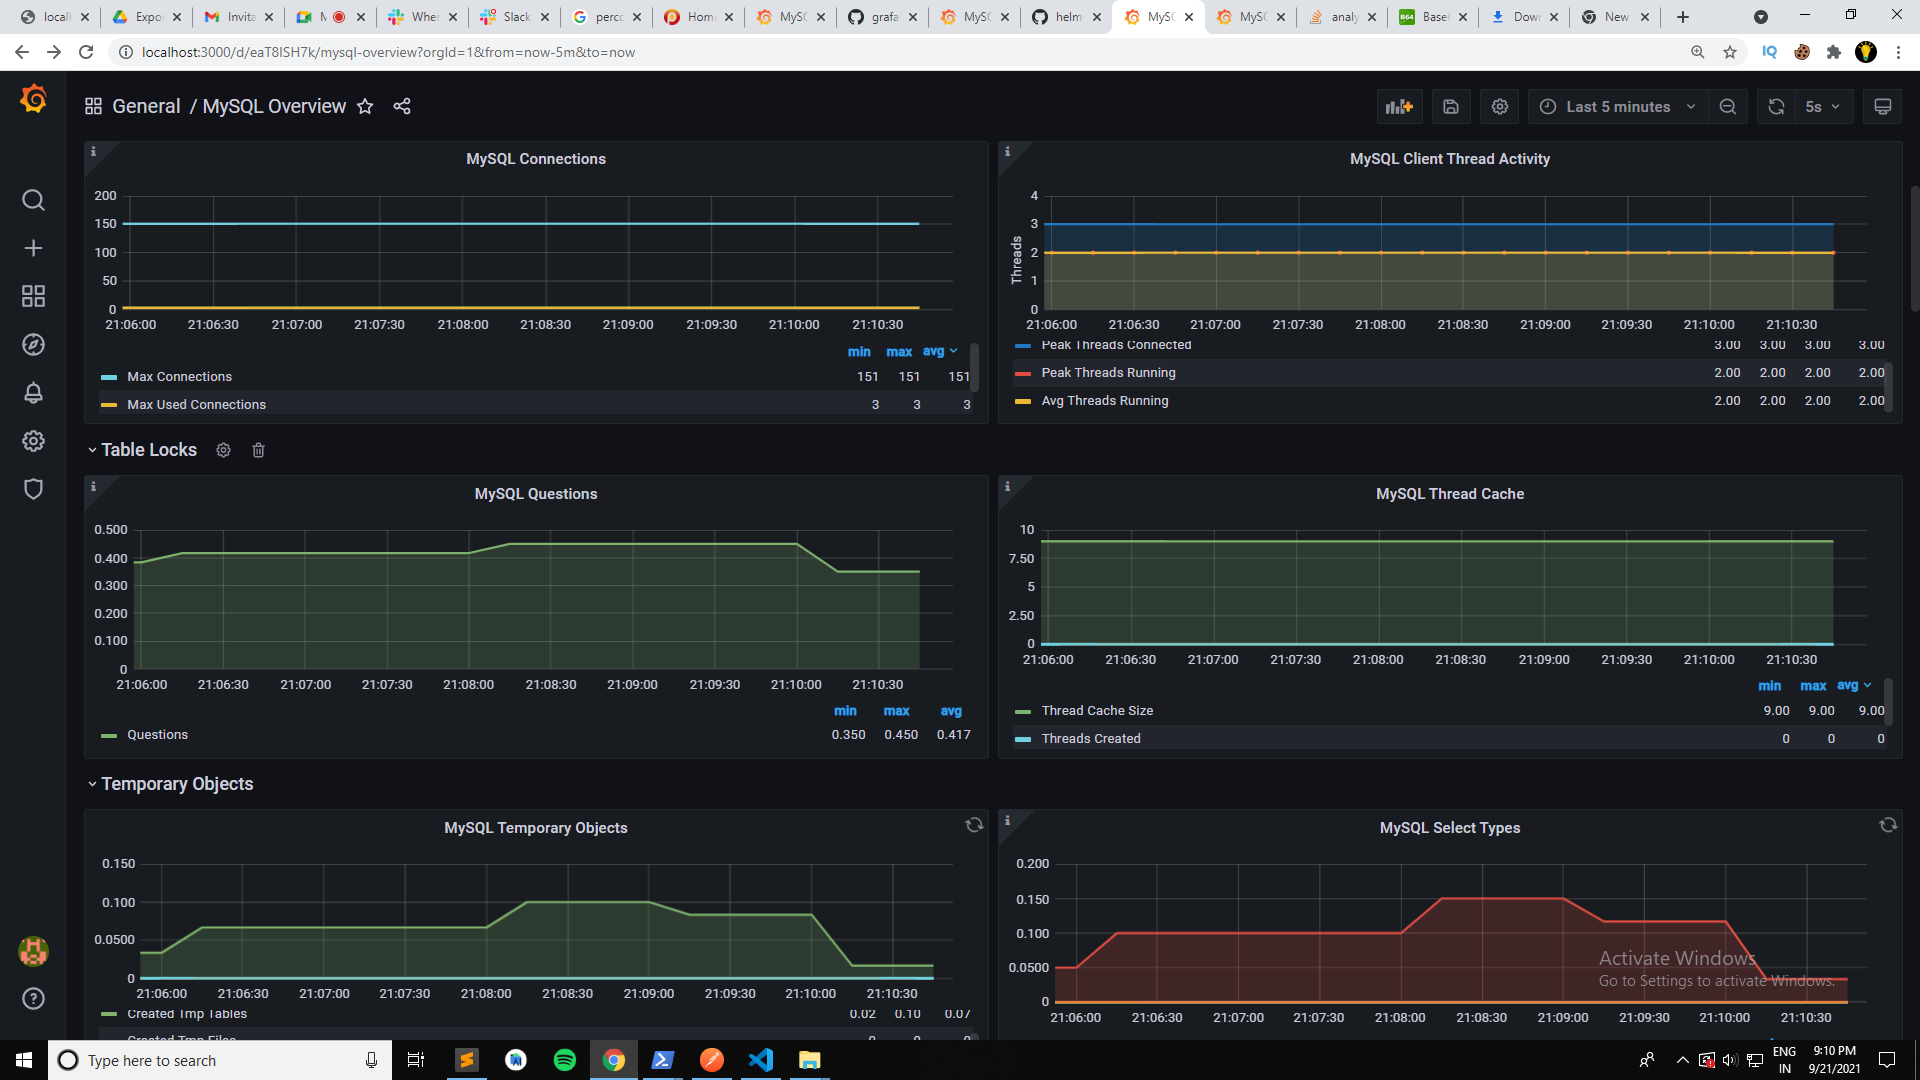 locall
Expo
Invita
M
Wher
Slack
G perco
Hom
MySC
grafa
MySC
helm
MySC
MySC
analy
B64 Base
Dow
New
localhost:3000/d/eaT8lSH7k/mysql-overview?orgId=1&from=now-5m&to=now
IQ
General / MySQL Overview
Last 5 minutes
5s
MySQL Connections
200
150
100
50
0
21:06:00 21:06:30 21:07:00 21:07:30 21:08:00 21:08:30 21:09:00 21:09:30 21:10:00 21:10:30
min max avg
Max Connections 151 151 151
Max Used Connections 3 3 3
MySQL Client Thread Activity
Threads
4
3
2
1
0
21:06:00 21:06:30 21:07:00 21:07:30 21:08:00 21:08:30 21:09:00 21:09:30 21:10:00 21:10:30
Peak Threads Connected 3.00 3.00 3.00 3.00
Peak Threads Running 2.00 2.00 2.00 2.00
Avg Threads Running 2.00 2.00 2.00 2.00
Table Locks
MySQL Questions
0.500
0.400
0.300
0.200
0.100
0
21:06:00 21:06:30 21:07:00 21:07:30 21:08:00 21:08:30 21:09:00 21:09:30 21:10:00 21:10:30
min max avg
Questions 0.350 0.450 0.417
MySQL Thread Cache
10
7.50
5
2.50
0
21:06:00 21:06:30 21:07:00 21:07:30 21:08:00 21:08:30 21:09:00 21:09:30 21:10:00 21:10:30
min max avg
Thread Cache Size 9.00 9.00 9.00
Threads Created 0 0 0
Temporary Objects
MySQL Temporary Objects
0.150
0.100
0.0500
0
21:06:00 21:06:30 21:07:00 21:07:30 21:08:00 21:08:30 21:09:00 21:09:30 21:10:00 21:10:30
Created Tmp Tables 0.02 0.10 0.07
Created Tmp Files 0 0 0
MySQL Select Types
0.200
0.150
0.100
0.0500
0
21:06:00 21:06:30 21:07:00 21:07:30 21:08:00 21:08:30 21:09:00 21:09:30 21:10:00 21:10:30
Activate Windows
Go to Settings to activate Windows.
Type here to search
ENG
IN
9:10 PM
9/21/2021